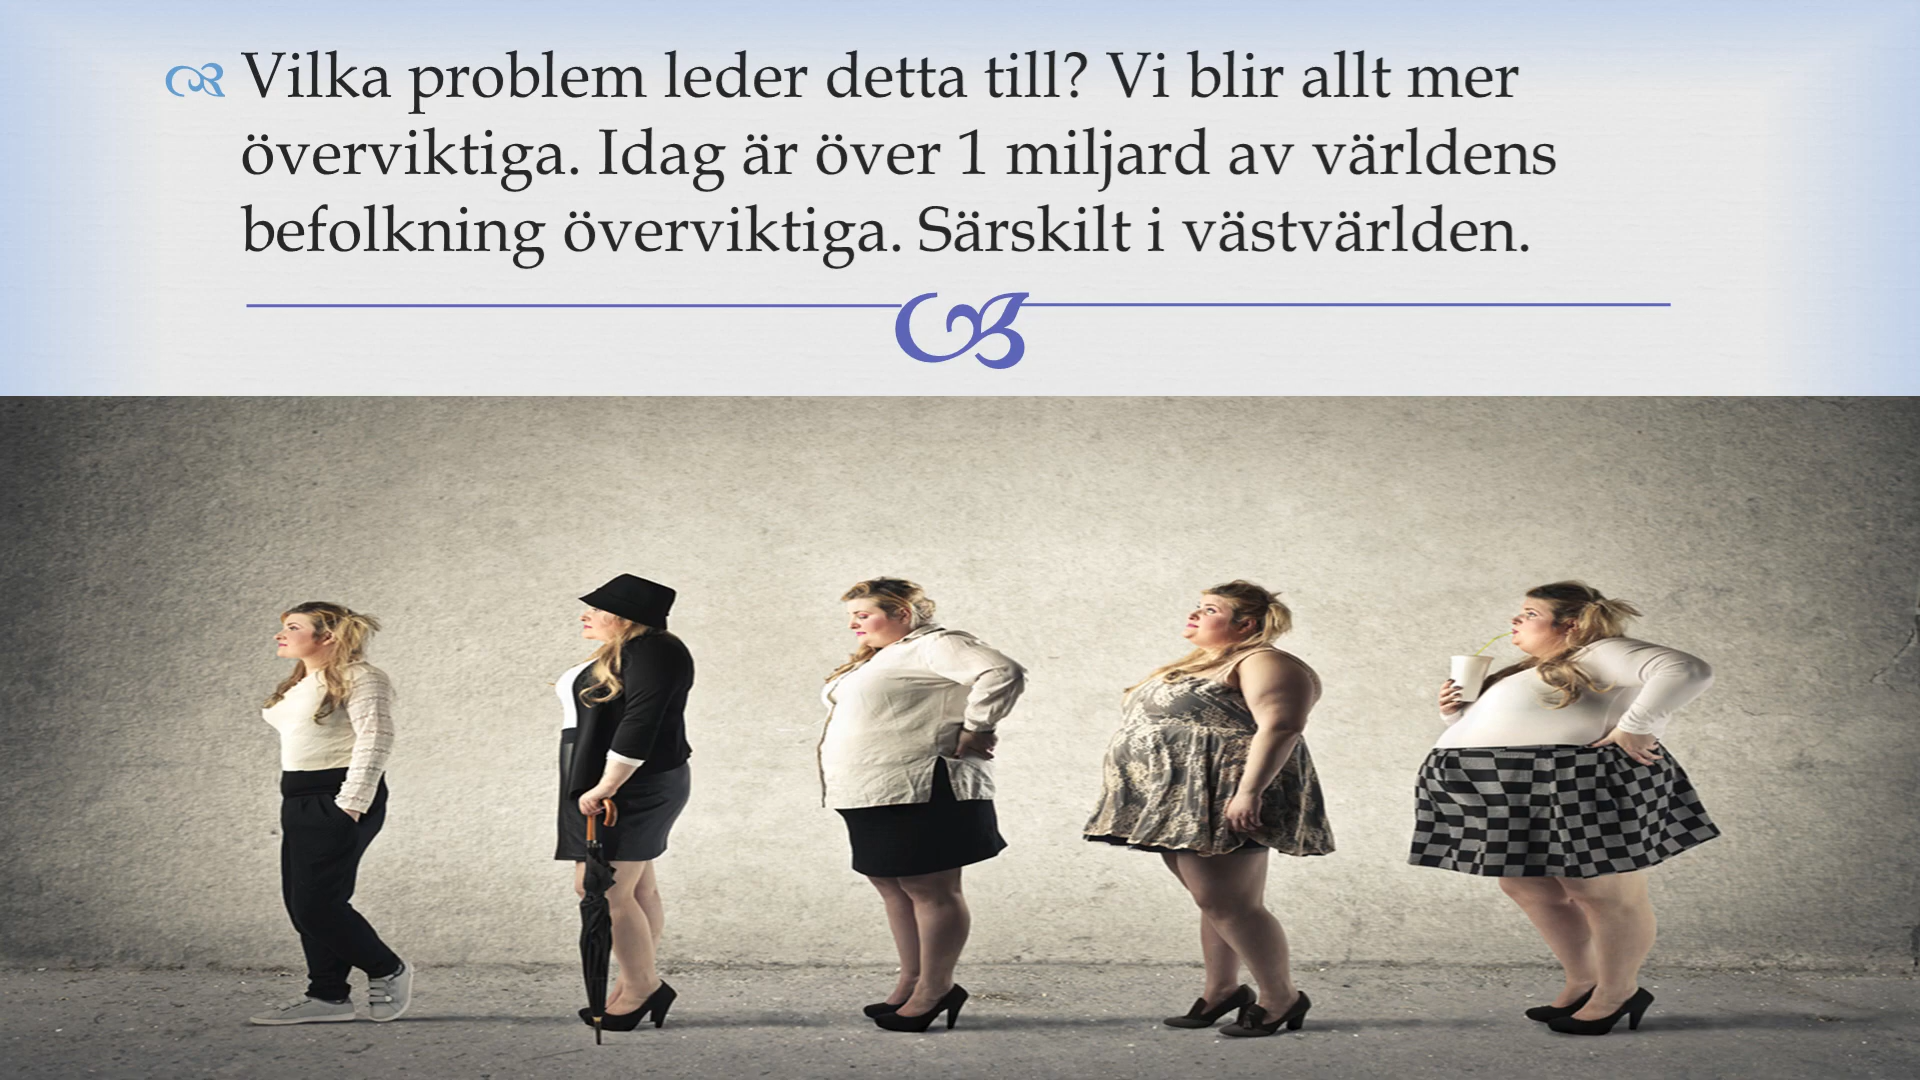 Vilka problem leder detta till? Vi blir allt mer
överviktiga. Idag är över 1 miljard av världens
befolkning överviktiga. Särskilt i västvärlden.